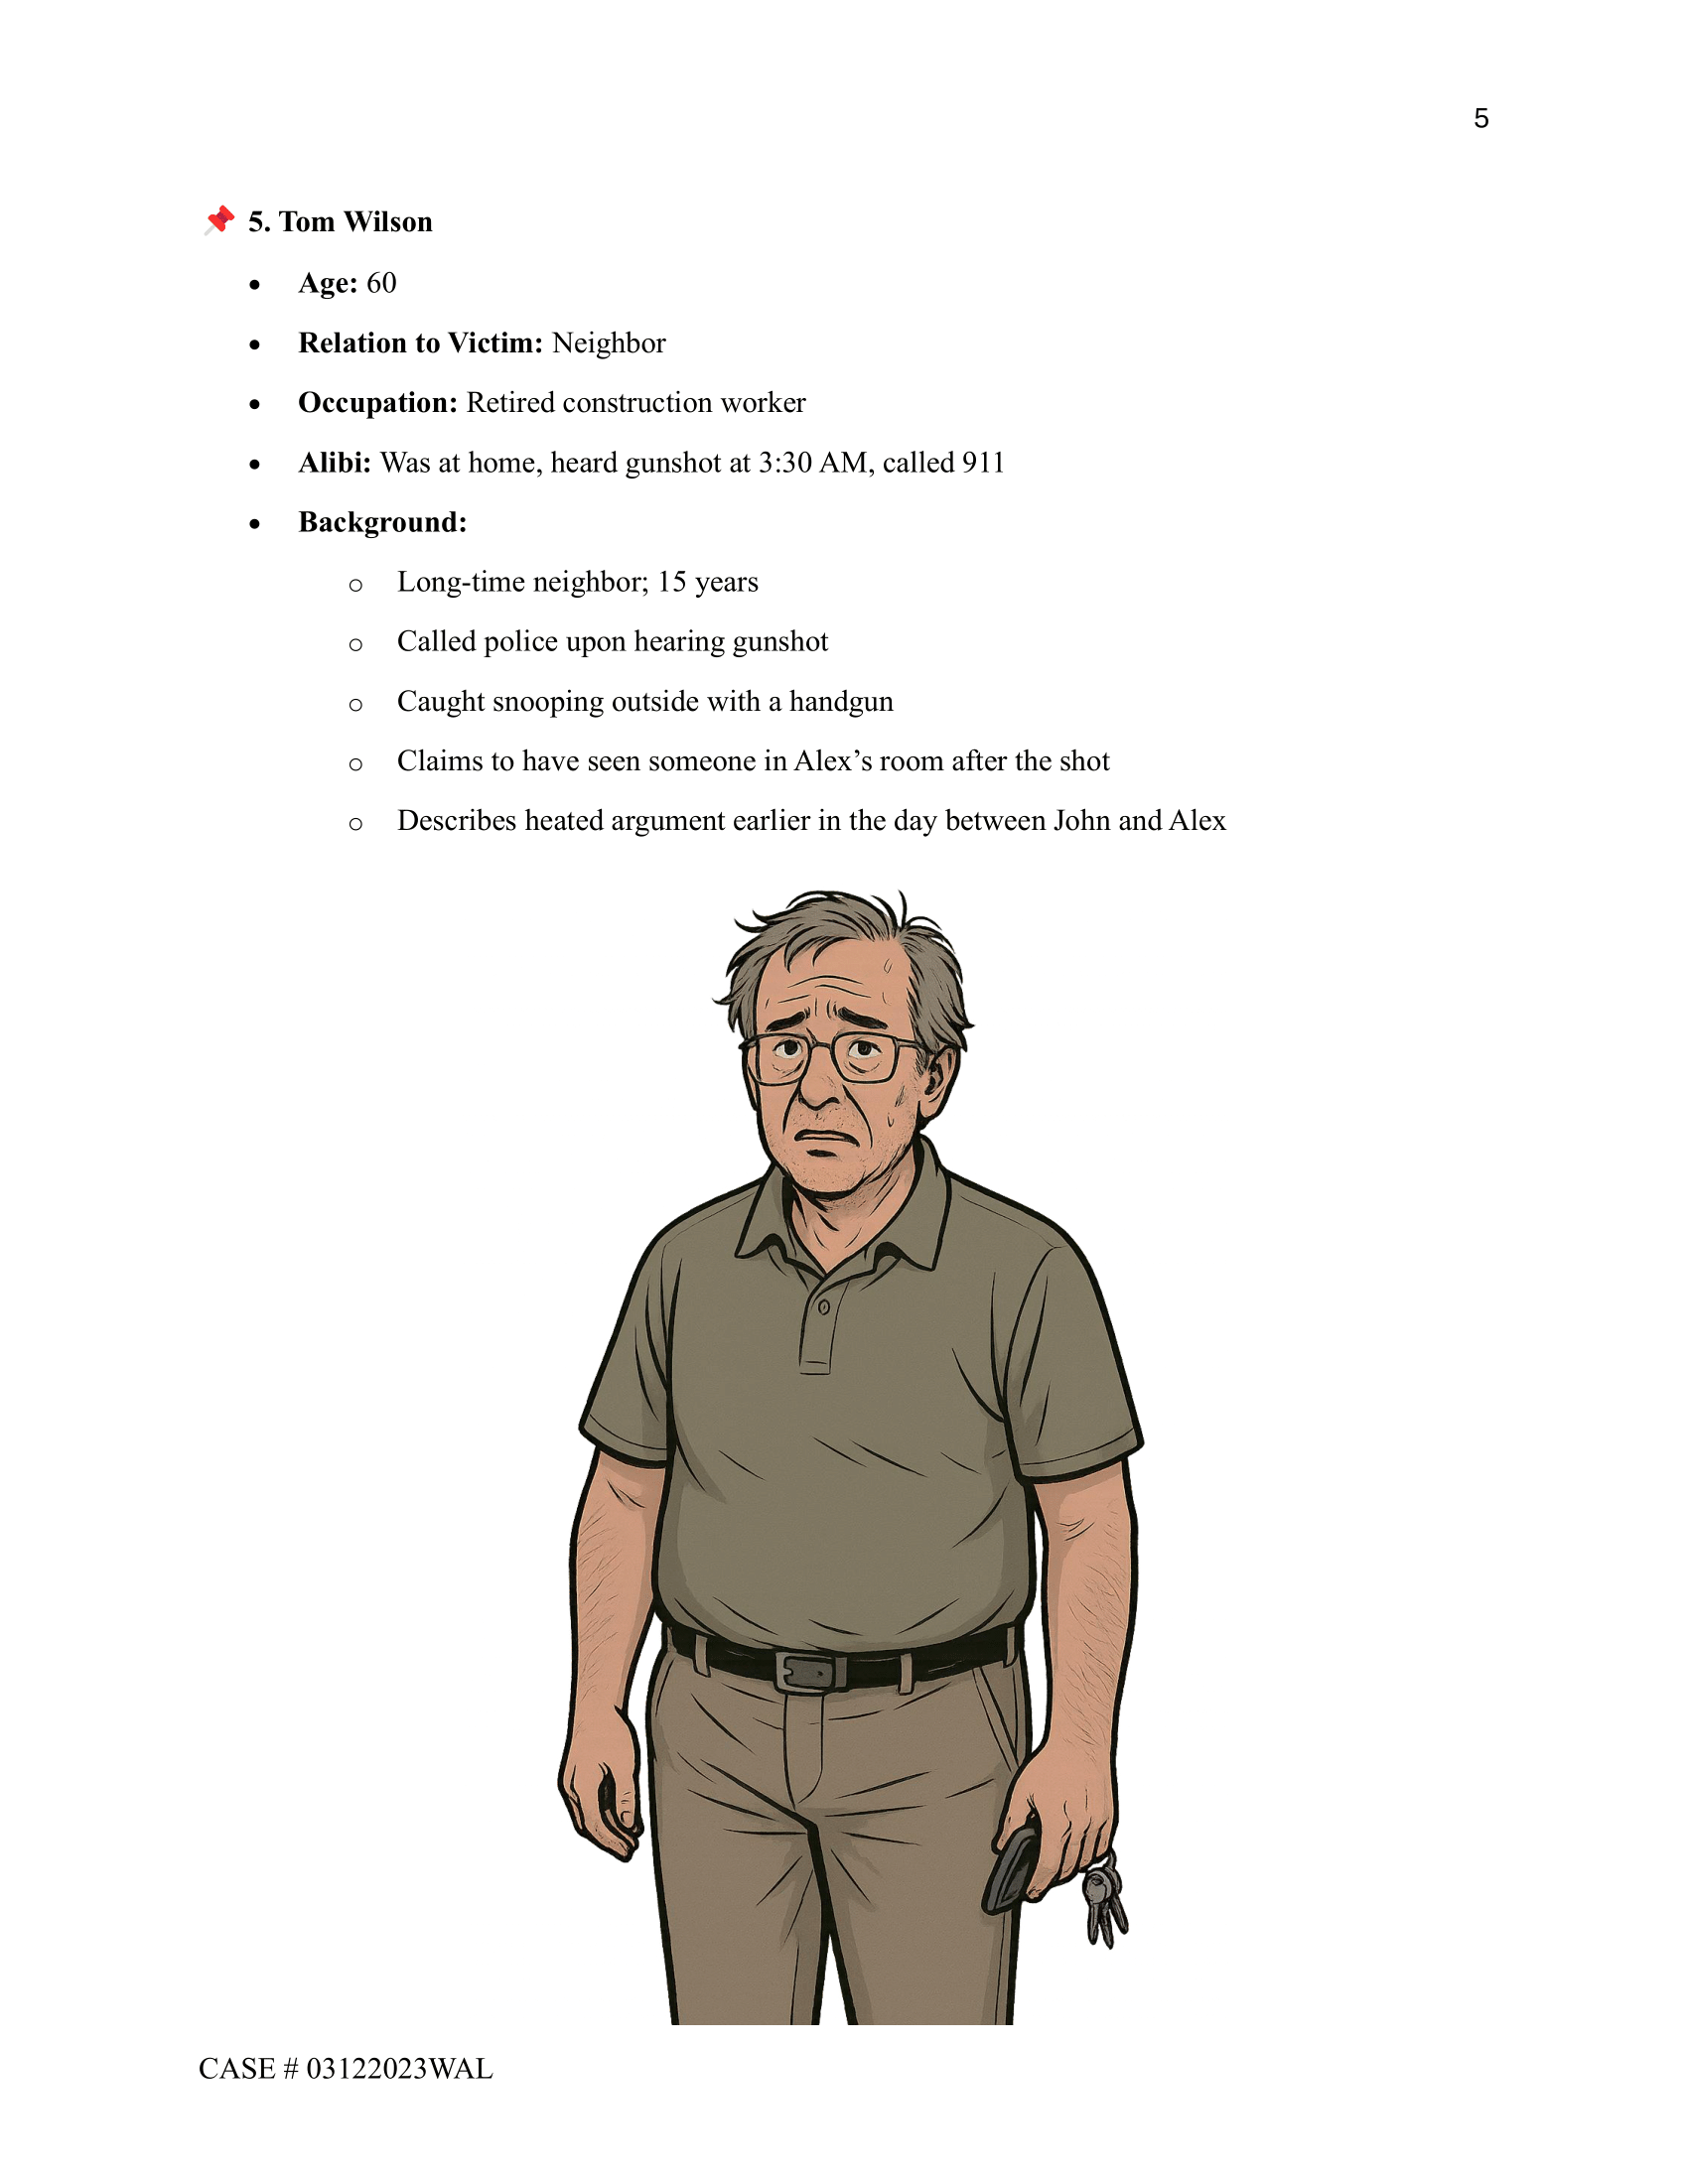 5
📌 5. Tom Wilson
• Age: 60
• Relation to Victim: Neighbor
• Occupation: Retired construction worker
• Alibi: Was at home, heard gunshot at 3:30 AM, called 911
• Background:
o Long-time neighbor; 15 years
o Called police upon hearing gunshot
o Caught snooping outside with a handgun
o Claims to have seen someone in Alex’s room after the shot
o Describes heated argument earlier in the day between John and Alex
CASE # 03122023WAL